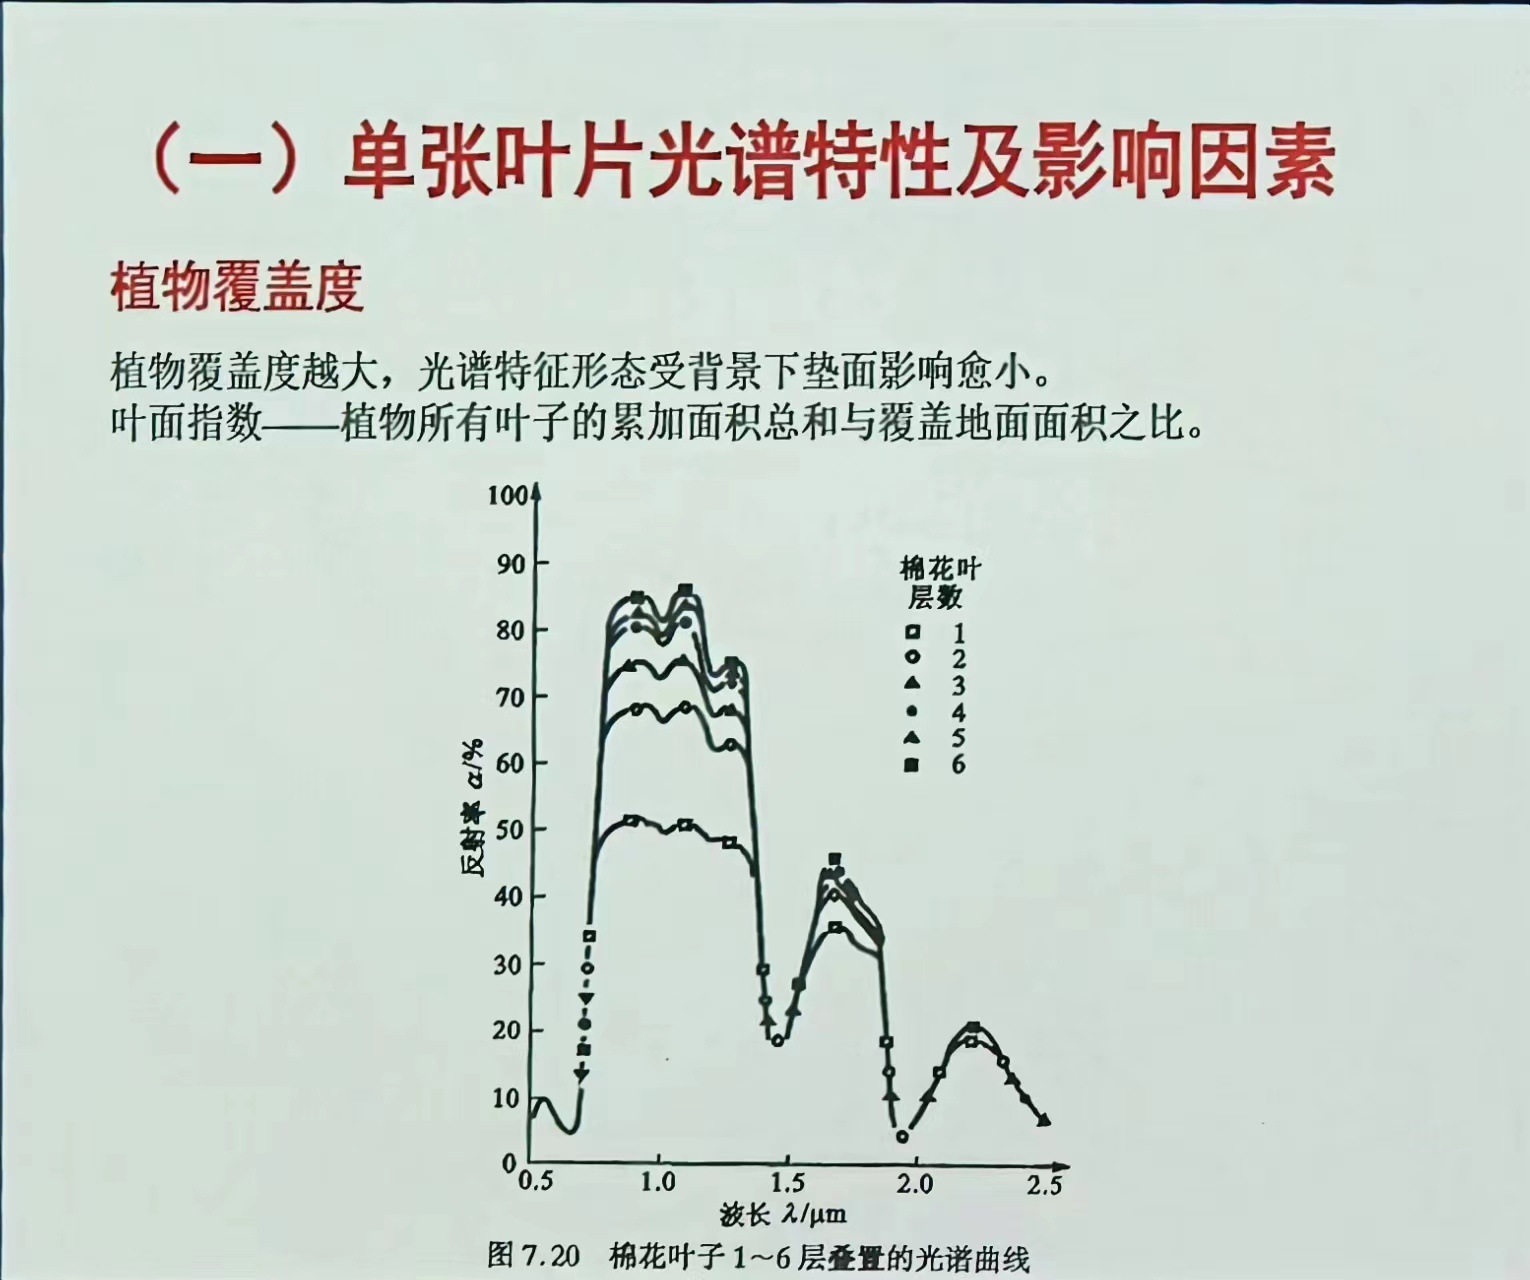 （一）单张叶片光谱特性及影响因素
植物覆盖度
植物覆盖度越大，光谱特征形态受背景下垫面影响愈小。
叶面指数——植物所有叶子的累加面积总和与覆盖地面面积之比。
100
90
80
70
60
50
40
30
20
10
0
反射率 α/%
棉花叶
层数
1
2
3
4
5
6
0.5 1.0 1.5 2.0 2.5
波长 λ/μm
图 7.20 棉花叶子 1～6 层叠置的光谱曲线